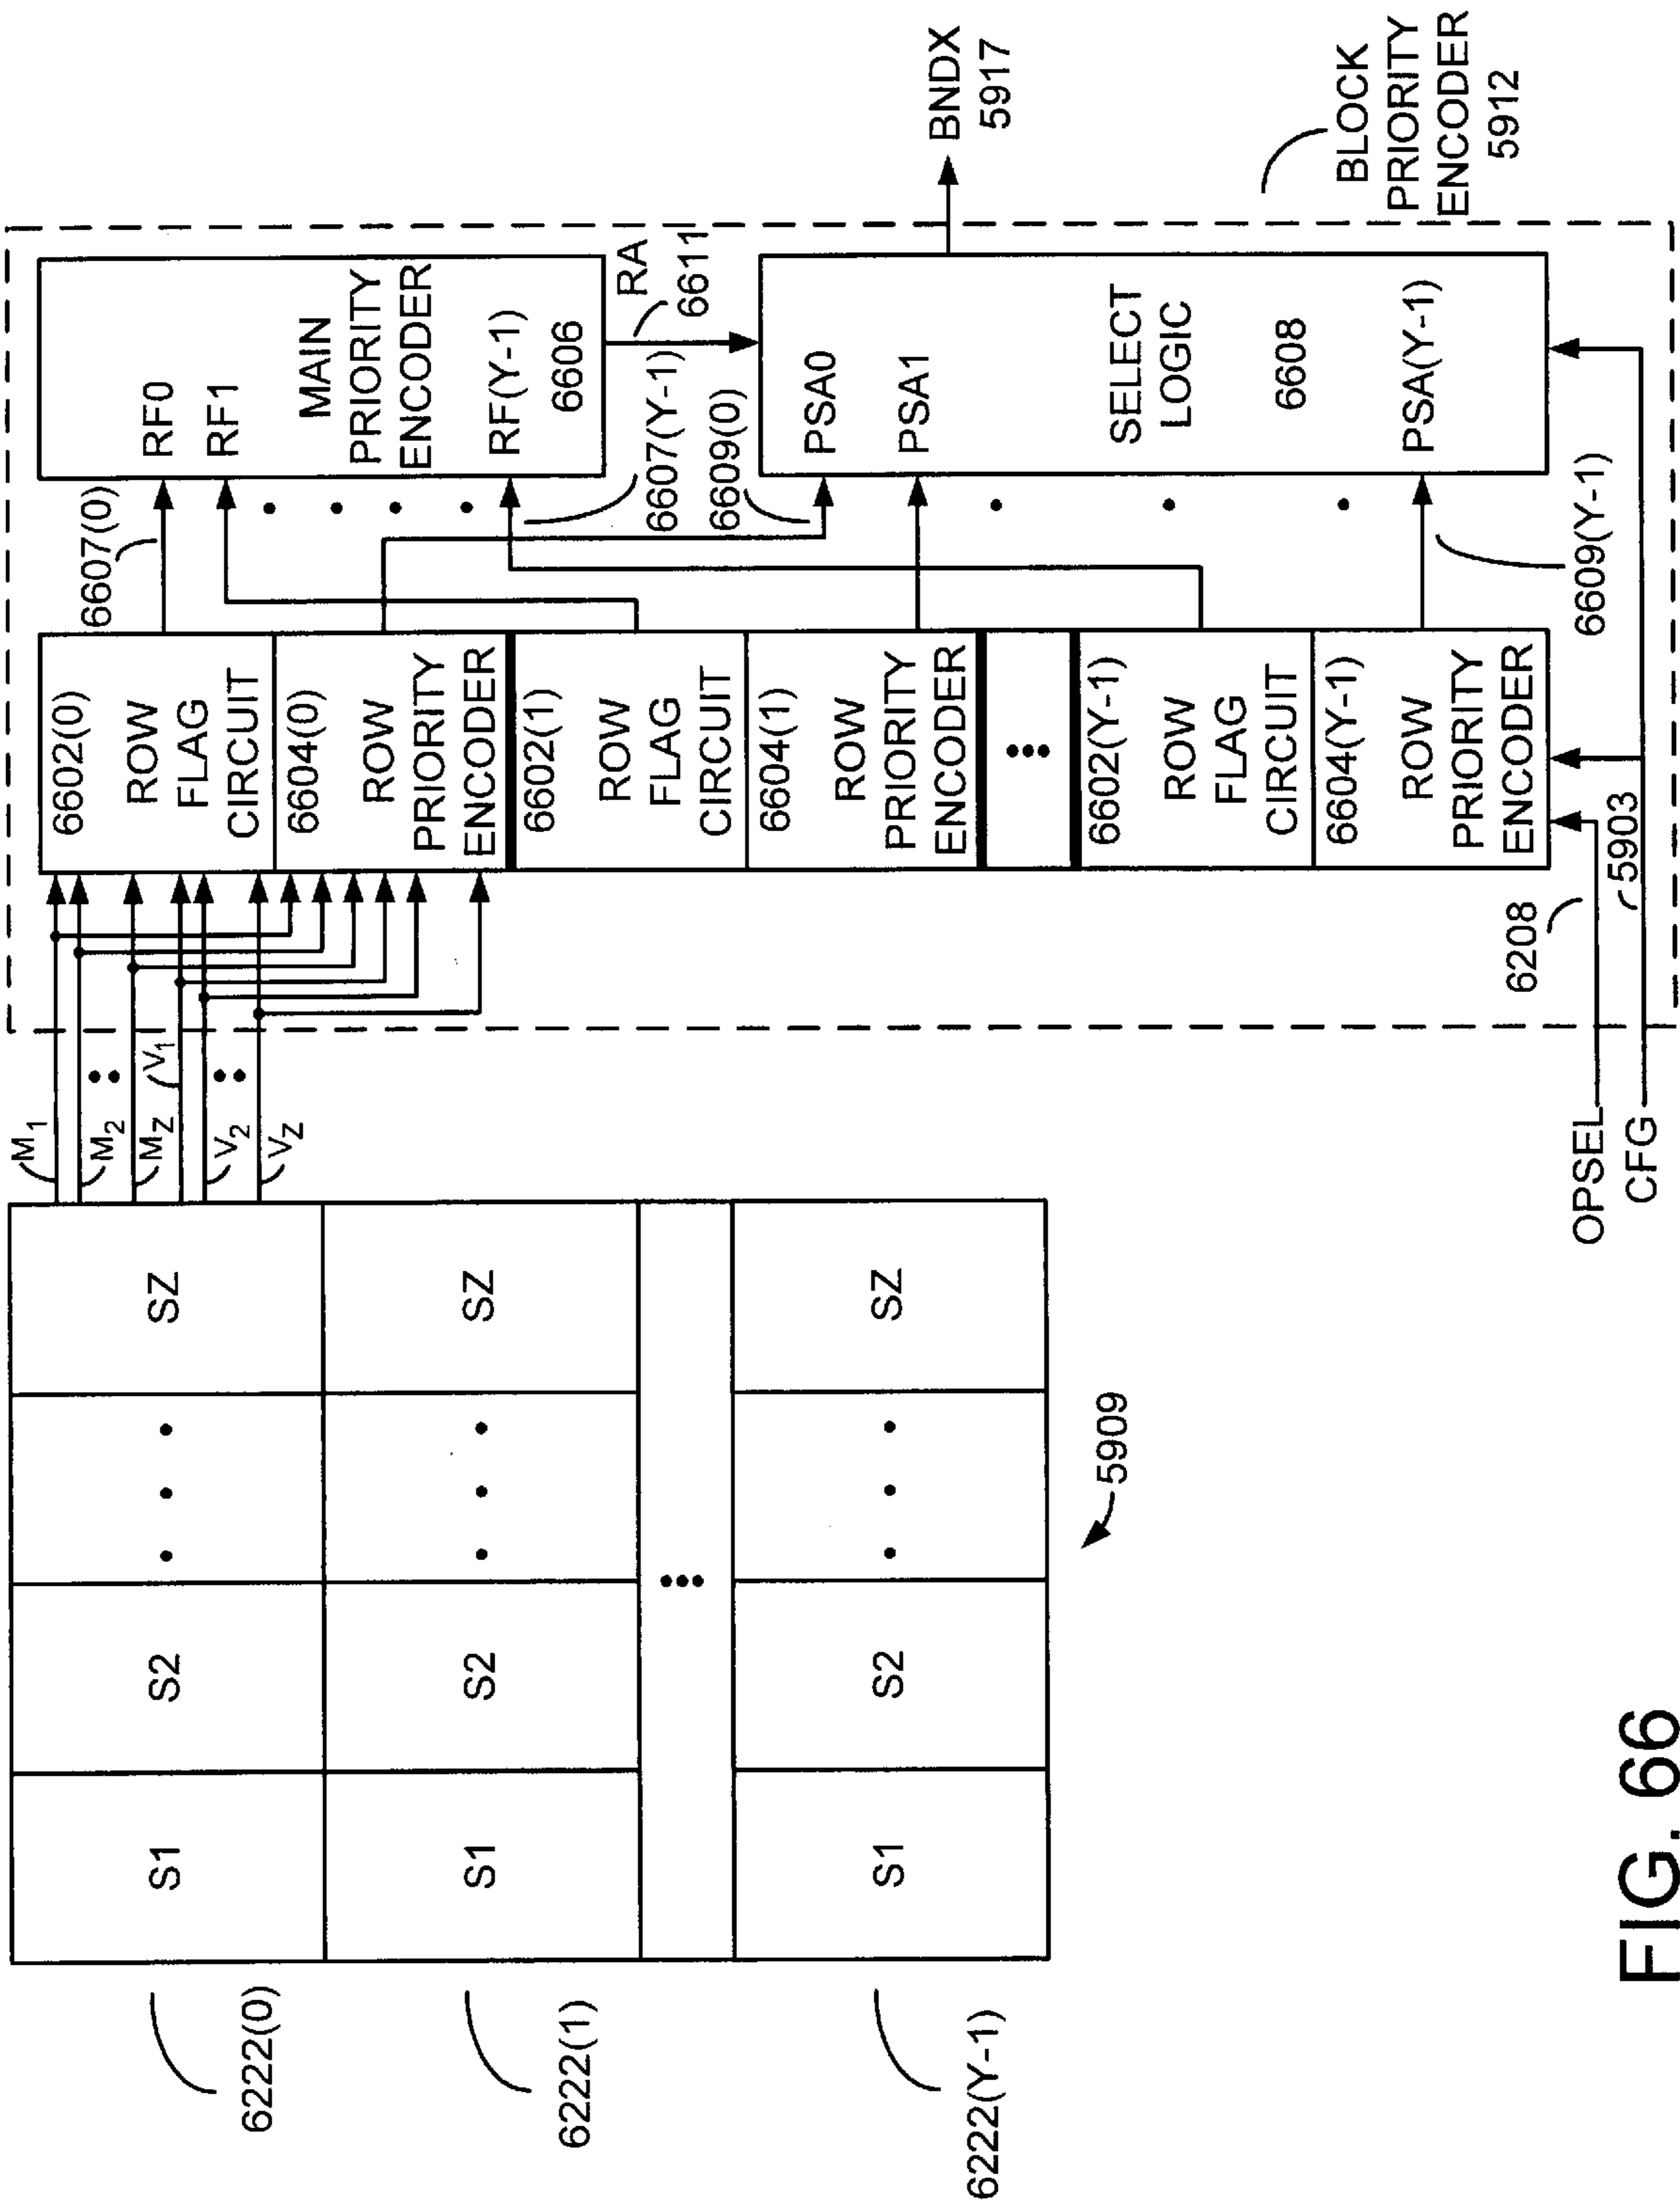 6222(0)
6222(1)
6222(Y-1)
S1
S2
SZ
S1
S2
SZ
S1
S2
SZ
5909
M1
M2
MZ
V1
V2
VZ
OPSEL
CFG
6208
5903
6602(0)
ROW
FLAG
CIRCUIT
6604(0)
ROW
PRIORITY
ENCODER
6602(1)
ROW
FLAG
CIRCUIT
6604(1)
ROW
PRIORITY
ENCODER
6602(Y-1)
ROW
FLAG
CIRCUIT
6604(Y-1)
ROW
PRIORITY
ENCODER
6607(0)
6607(Y-1)
6609(0)
6609(Y-1)
RF0
RF1
MAIN
PRIORITY
ENCODER
RF(Y-1)
6606
RA
6611
PSA0
PSA1
SELECT
LOGIC
6608
PSA(Y-1)
BNDX
5917
BLOCK
PRIORITY
ENCODER
5912
FIG. 66